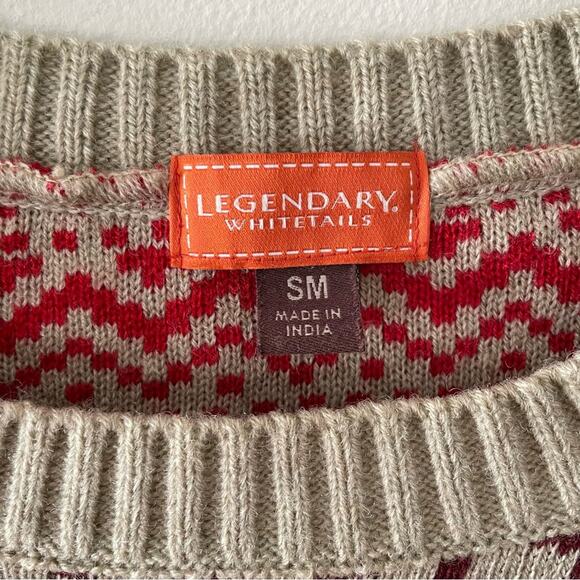 LEGENDARY®
WHITETAILS
SM
MADE IN
INDIA